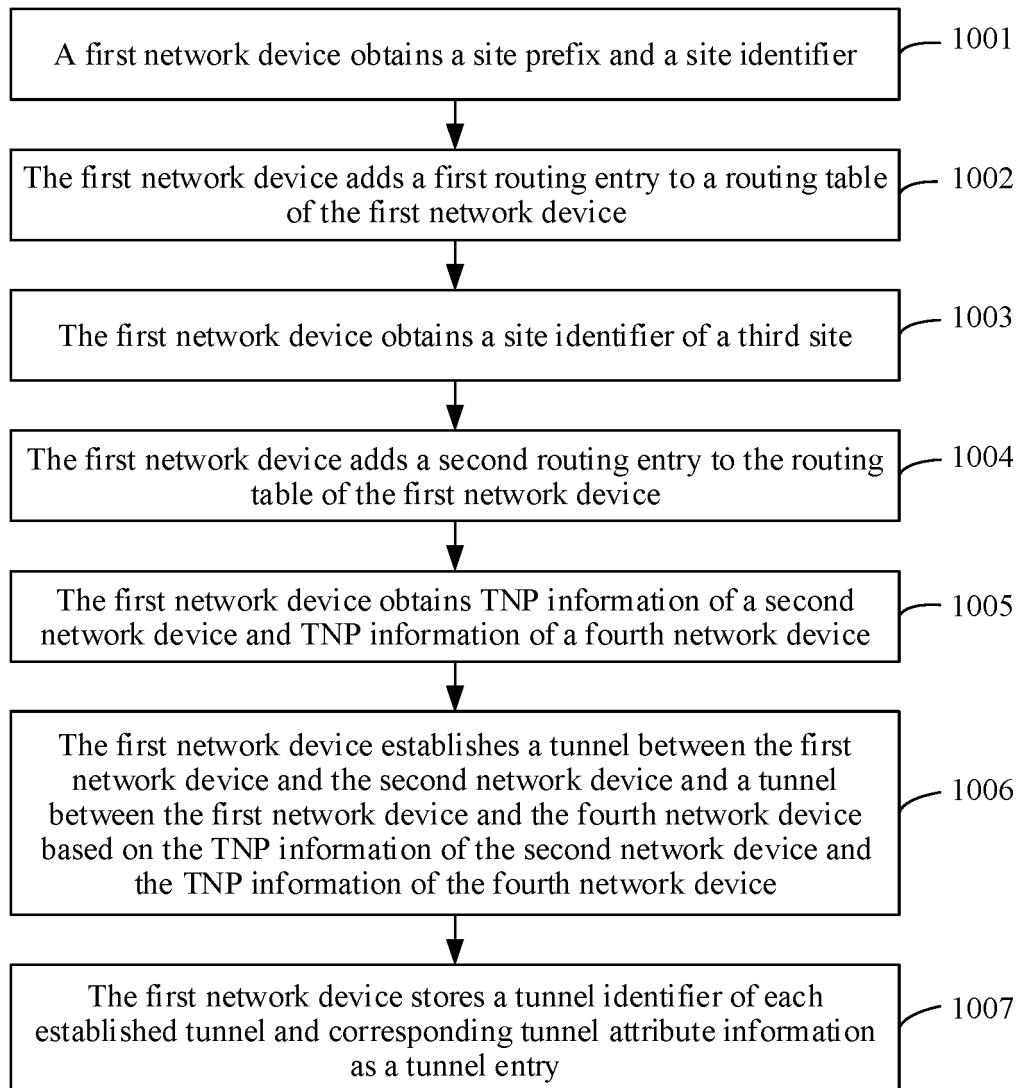 A first network device obtains a site prefix and a site identifier
1001
The first network device adds a first routing entry to a routing table
of the first network device
1002
The first network device obtains a site identifier of a third site
1003
The first network device adds a second routing entry to the routing
table of the first network device
1004
The first network device obtains TNP information of a second
network device and TNP information of a fourth network device
1005
The first network device establishes a tunnel between the first
network device and the second network device and a tunnel
between the first network device and the fourth network device
based on the TNP information of the second network device and
the TNP information of the fourth network device
1006
The first network device stores a tunnel identifier of each
established tunnel and corresponding tunnel attribute information
as a tunnel entry
1007